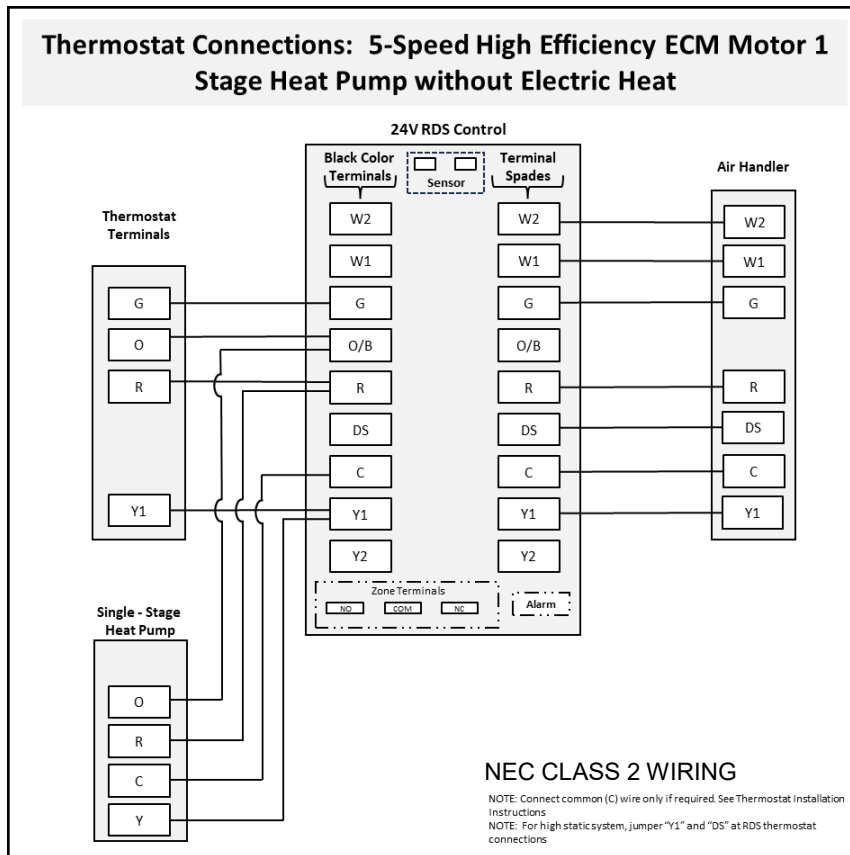 Thermostat Connections: 5-Speed High Efficiency ECM Motor 1
Stage Heat Pump without Electric Heat
24V RDS Control
Black Color
Terminals
Sensor
Terminal
Spades
Air Handler
Thermostat
Terminals
G
O
R
Y1
W2
W1
G
O/B
R
DS
C
Y1
Y2
W2
W1
G
O/B
R
DS
C
Y1
Y2
W2
W1
G
R
DS
C
Y1
Zone Terminals
NO
COM
NC
Alarm
Single - Stage
Heat Pump
O
R
C
Y
NEC CLASS 2 WIRING
NOTE: Connect common (C) wire only if required. See Thermostat Installation
Instructions
NOTE: For high static system, jumper "Y1" and "DS" at RDS thermostat
connections